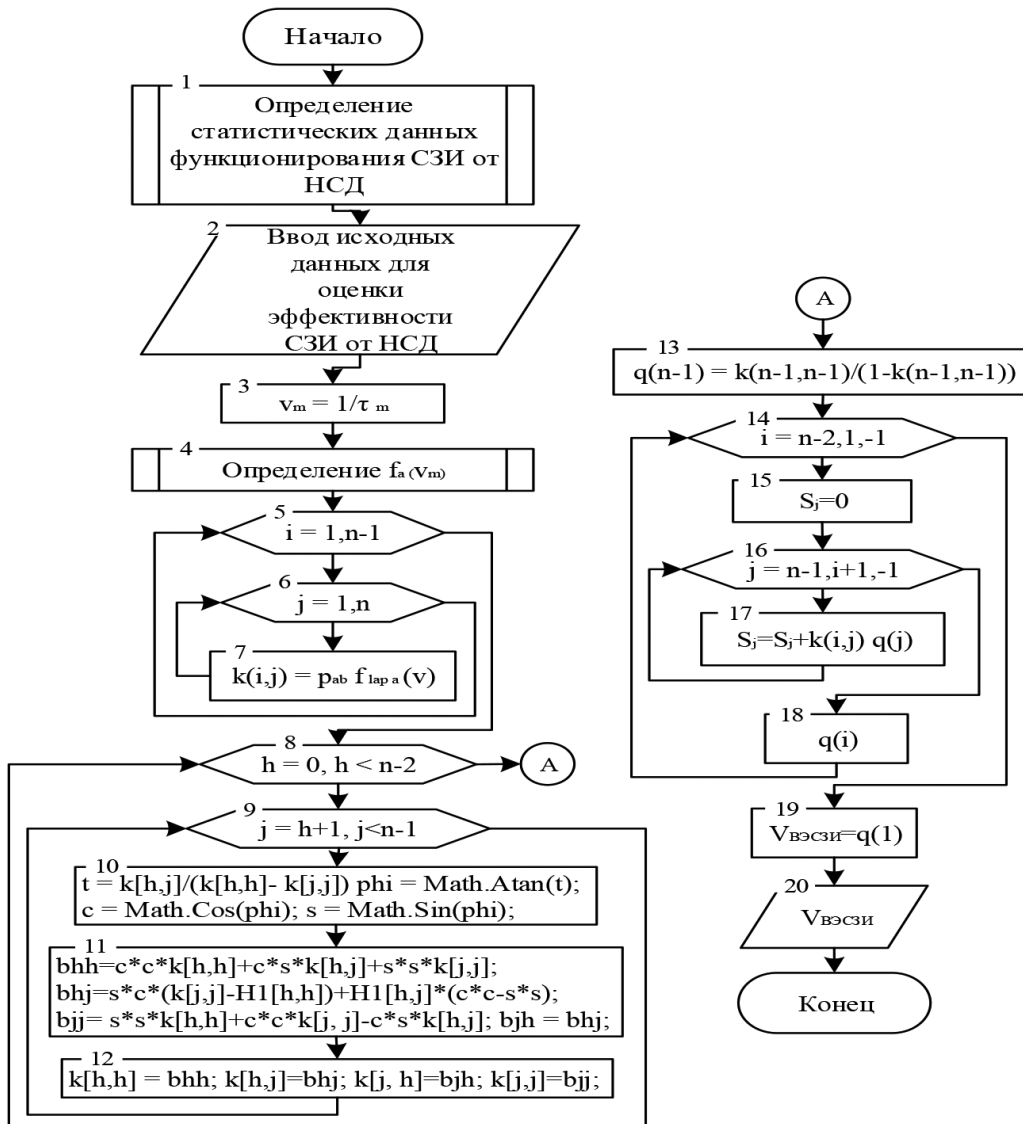 Начало
1
Определение
статистических данных
функционирования СЗИ от
НСД
2
Ввод исходных
данных для
оценки
эффективности
СЗИ от НСД
3
vₘ = 1/τ ₘ
4
Определение fₐ(vₘ)
5
i = 1,n-1
6
j = 1,n
7
k(i,j) = pab f lap a (v)
8
h = 0, h < n-2
A
9
j = h+1, j<n-1
10
t = k[h,j]/(k[h,h]- k[j,j]) phi = Math.Atan(t);
c = Math.Cos(phi); s = Math.Sin(phi);
11
bhh=c*c*k[h,h]+c*s*k[h,j]+s*s*k[j,j];
bhj=s*c*(k[j,j]-H1[h,h])+H1[h,j]*(c*c-s*s);
bjj= s*s*k[h,h]+c*c*k[j, j]-c*s*k[h,j]; bjh = bhj;
12
k[h,h] = bhh; k[h,j]=bhj; k[j, h]=bjh; k[j,j]=bjj;
A
13
q(n-1) = k(n-1,n-1)/(1-k(n-1,n-1))
14
i = n-2,1,-1
15
Sⱼ=0
16
j = n-1,i+1,-1
17
Sⱼ=Sⱼ+k(i,j) q(j)
18
q(i)
19
Vвэсзи=q(1)
20
Vвэсзи
Конец